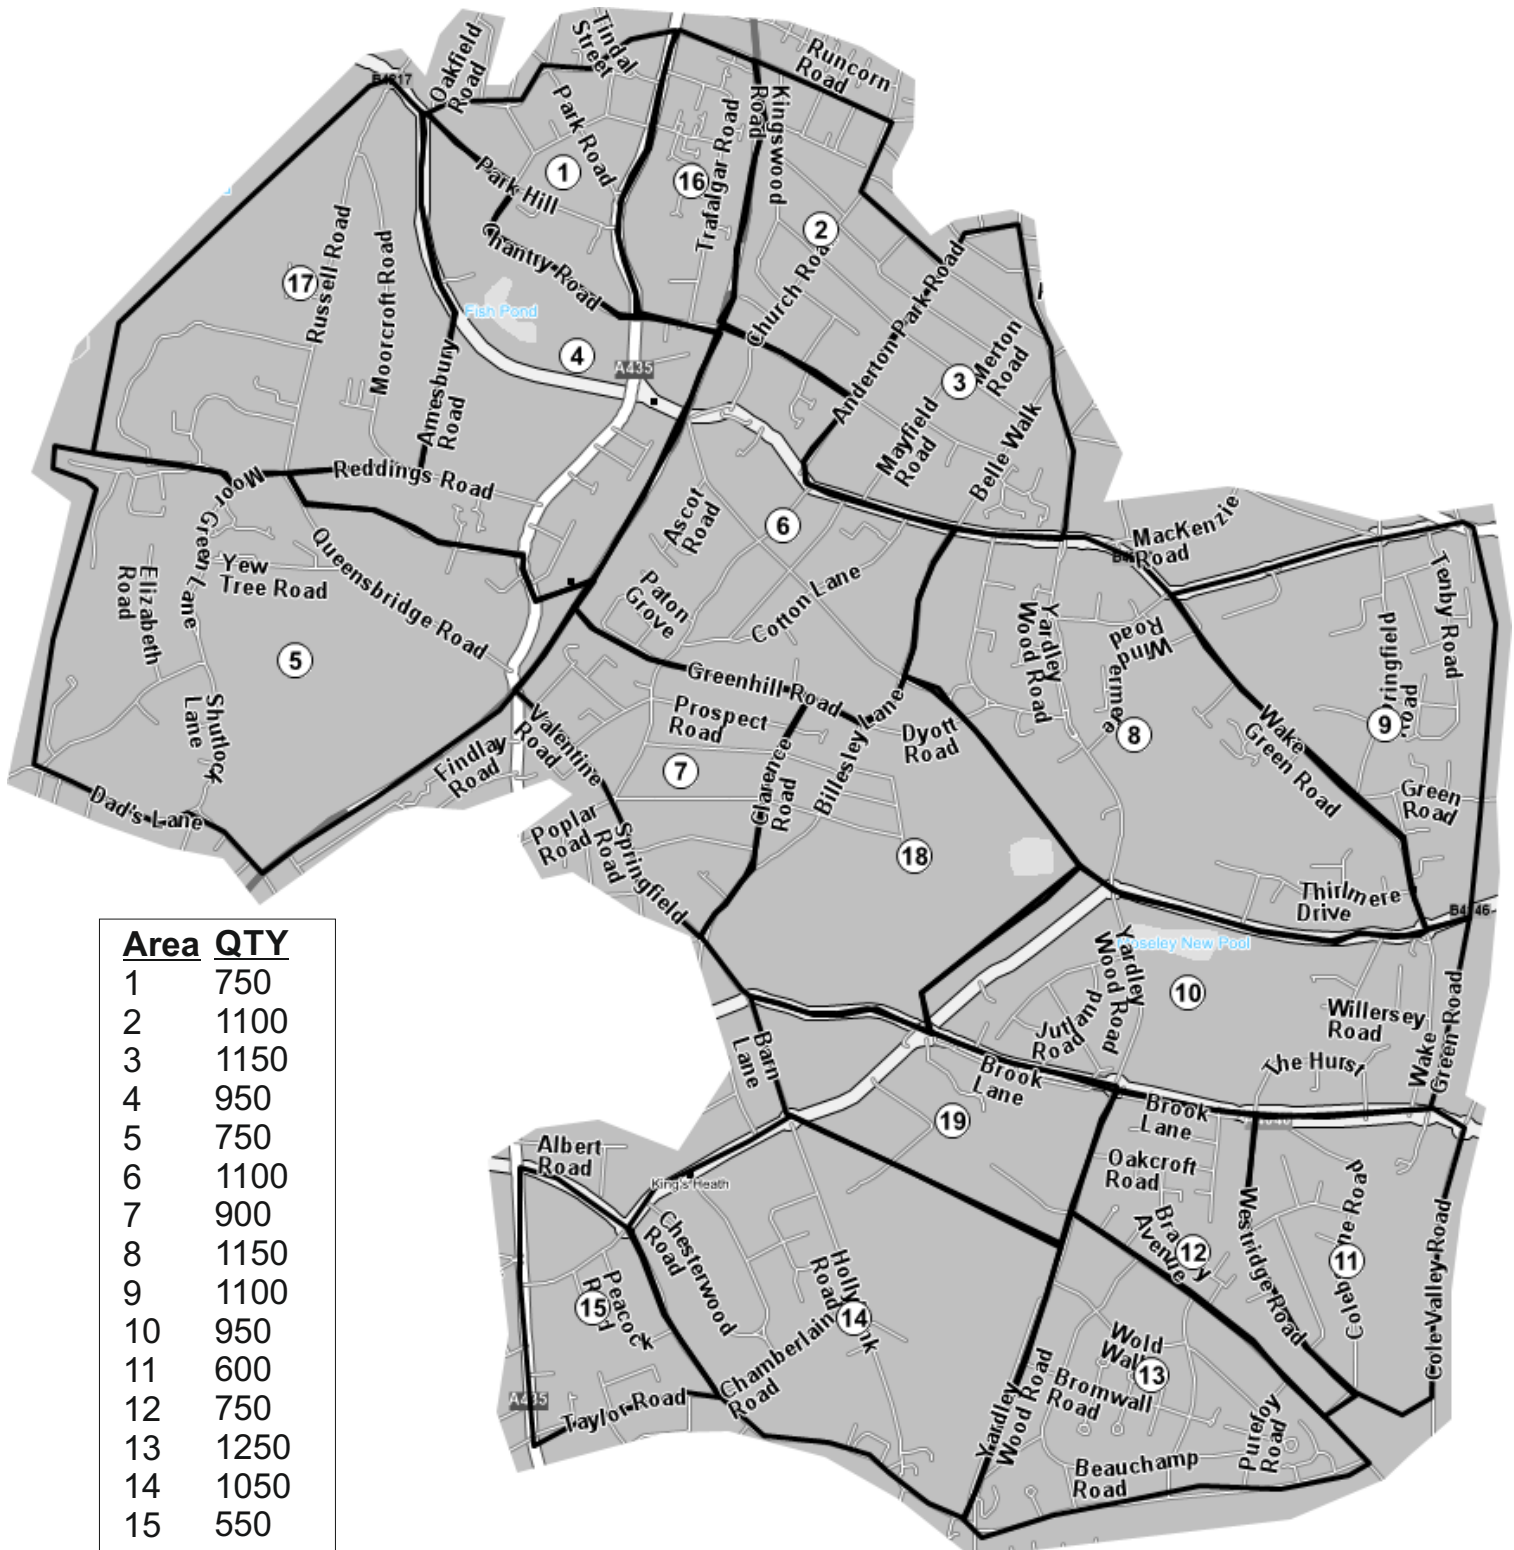 B4217
Oakfield
Road
Tindal
Street
Runcorn
Road
Park Road
Kingswood
Road
Trafalgar Road
Park Hill
1
16
2
Chantry Road
17
Russell Road
Moorcroft Road
Fish Pond
Church Road
Anderton Park Road
4
A435
3
Merton
Road
Amesbury
Road
Mayfield
Road
Belle Walk
Reddings Road
Moor Green Lane
Ascot
Road
6
MacKenzie
Road
Yew
Tree Road
Queensbridge Road
Elizabeth
Road
Paton
Grove
Cotton Lane
Yardley
Wood Road
Windermere
Road
Springfield
Road
Tenby Road
5
Greenhill Road
Prospect
Road
Billesley Lane
Dyott
Road
8
9
Shutlock
Lane
Valentine
Road
Findlay
Road
7
Clarence
Road
Wake
Green Road
Green
Road
Dad's Lane
Poplar
Road
Springfield
Road
18
Thirlmere
Drive
Moseley New Pool
Yardley
Wood Road
10
Jutland
Road
Willersey
Road
Wake
Green Road
The Hurst
Barn
Lane
Brook
Lane
Brook
Lane
19
Albert
Road
King's Heath
Oakcroft
Road
Westridge Road
12
11
Cole Valley Road
Chesterwood
Road
Peacock
Road
15
14
Chamberlain
Road
Wold
Walk
13
Bromwall
Road
Purefoy
Road
A435
Taylor Road
Yardley
Wood Road
Beauchamp
Road
Area QTY
1 750
2 1100
3 1150
4 950
5 750
6 1100
7 900
8 1150
9 1100
10 950
11 600
12 750
13 1250
14 1050
15 550